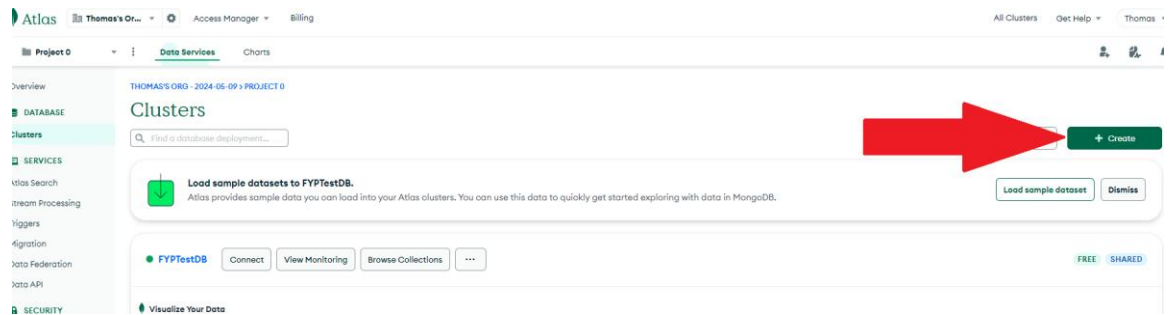 Atlas Thomas's Or... Access Manager Billing All Clusters Get Help Thomas
Project 0 Data Services Charts
Overview
THOMAS'S ORG - 2024-05-09 > PROJECT 0
DATABASE
Clusters
Clusters
Find a database deployment...
+ Create
SERVICES
Atlas Search
Stream Processing
Triggers
Migration
Data Federation
Data API
SECURITY
Load sample datasets to FYPTestDB.
Atlas provides sample data you can load into your Atlas clusters. You can use this data to quickly get started exploring with data in MongoDB.
Load sample dataset Dismiss
FYPTestDB Connect View Monitoring Browse Collections ... FREE SHARED
Visualize Your Data